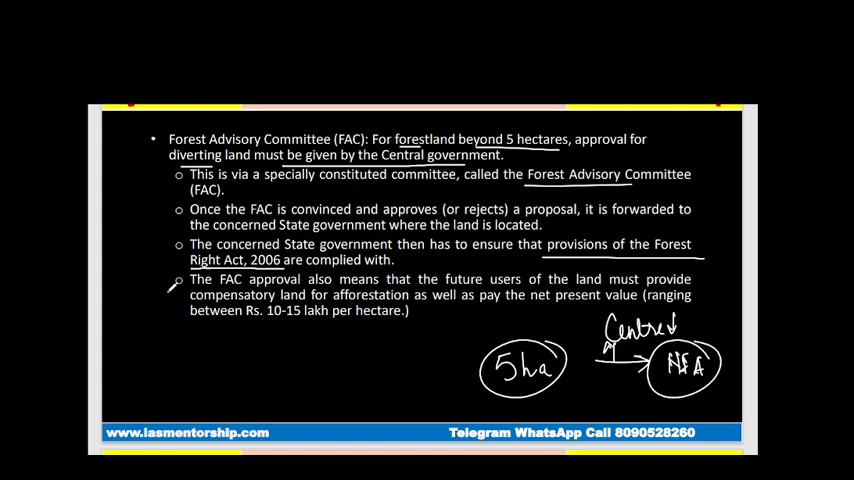 • Forest Advisory Committee (FAC): For forestland beyond 5 hectares, approval for
diverting land must be given by the Central government.
o This is via a specially constituted committee, called the Forest Advisory Committee
(FAC).
o Once the FAC is convinced and approves (or rejects) a proposal, it is forwarded to
the concerned State government where the land is located.
o The concerned State government then has to ensure that provisions of the Forest
Right Act, 2006 are complied with.
o The FAC approval also means that the future users of the land must provide
compensatory land for afforestation as well as pay the net present value (ranging
between Rs. 10-15 lakh per hectare.)
Centre
5ha
www.iasmentorship.com
Telegram WhatsApp Call 8090528260